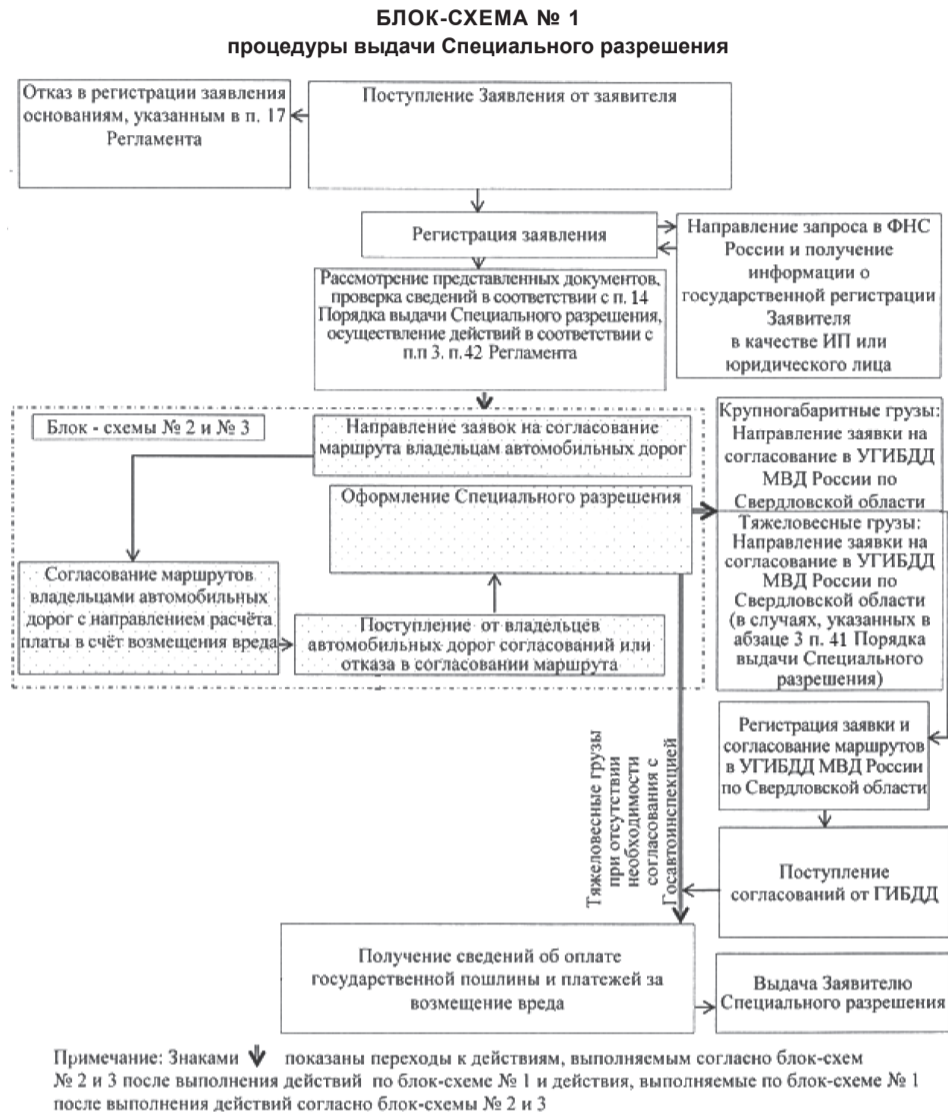 БЛОК-СХЕМА № 1
процедуры выдачи Специального разрешения
Отказ в регистрации заявления
основаниям, указанным в п. 17
Регламента
Поступление Заявления от заявителя
Регистрация заявления
Направление запроса в ФНС
России и получение
информации о
государственной регистрации
Заявителя
в качестве ИП или
юридического лица
Рассмотрение представленных документов,
проверка сведений в соответствии с п. 14
Порядка выдачи Специального разрешения,
осуществление действий в соответствии с
п.п 3. п.42 Регламента
Блок - схемы № 2 и № 3
Направление заявок на согласование
маршрута владельцам автомобильных дорог
Крупногабаритные грузы:
Направление заявки на
согласование в УГИБДД
МВД России по
Свердловской области
Оформление Специального разрешения
Тяжеловесные грузы:
Направление заявки на
согласование в УГИБДД
МВД России по
Свердловской области
(в случаях, указанных в
абзаце 3 п. 41 Порядка
выдачи Специального
разрешения)
Согласование маршрутов
владельцами автомобильных
дорог с направлением расчёта
платы в счёт возмещения вреда
Поступление от владельцев
автомобильных дорог согласований или
отказа в согласовании маршрута
Регистрация заявки и
согласование маршрутов
в УГИБДД МВД России
по Свердловской области
Тяжеловесные грузы
при отсутствии
необходимости
согласования с
Госавтоинспекцией
Поступление
согласований от ГИБДД
Получение сведений об оплате
государственной пошлины и платежей за
возмещение вреда
Выдача Заявителю
Специального разрешения
Примечание: Знаками показаны переходы к действиям, выполняемым согласно блок-схем
№ 2 и 3 после выполнения действий по блок-схеме № 1 и действия, выполняемые по блок-схеме № 1
после выполнения действий согласно блок-схемы № 2 и 3